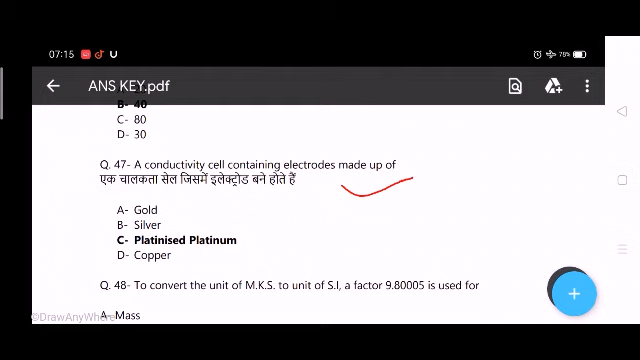 07:15
78%
ANS KEY.pdf
B- 40
C- 80
D- 30
Q. 47- A conductivity cell containing electrodes made up of
एक चालकता सेल जिसमें इलेक्ट्रोड बने होते हैं
A- Gold
B- Silver
C- Platinised Platinum
D- Copper
Q. 48- To convert the unit of M.K.S. to unit of S.I, a factor 9.80005 is used for
©DrawAnyWhere
A- Mass